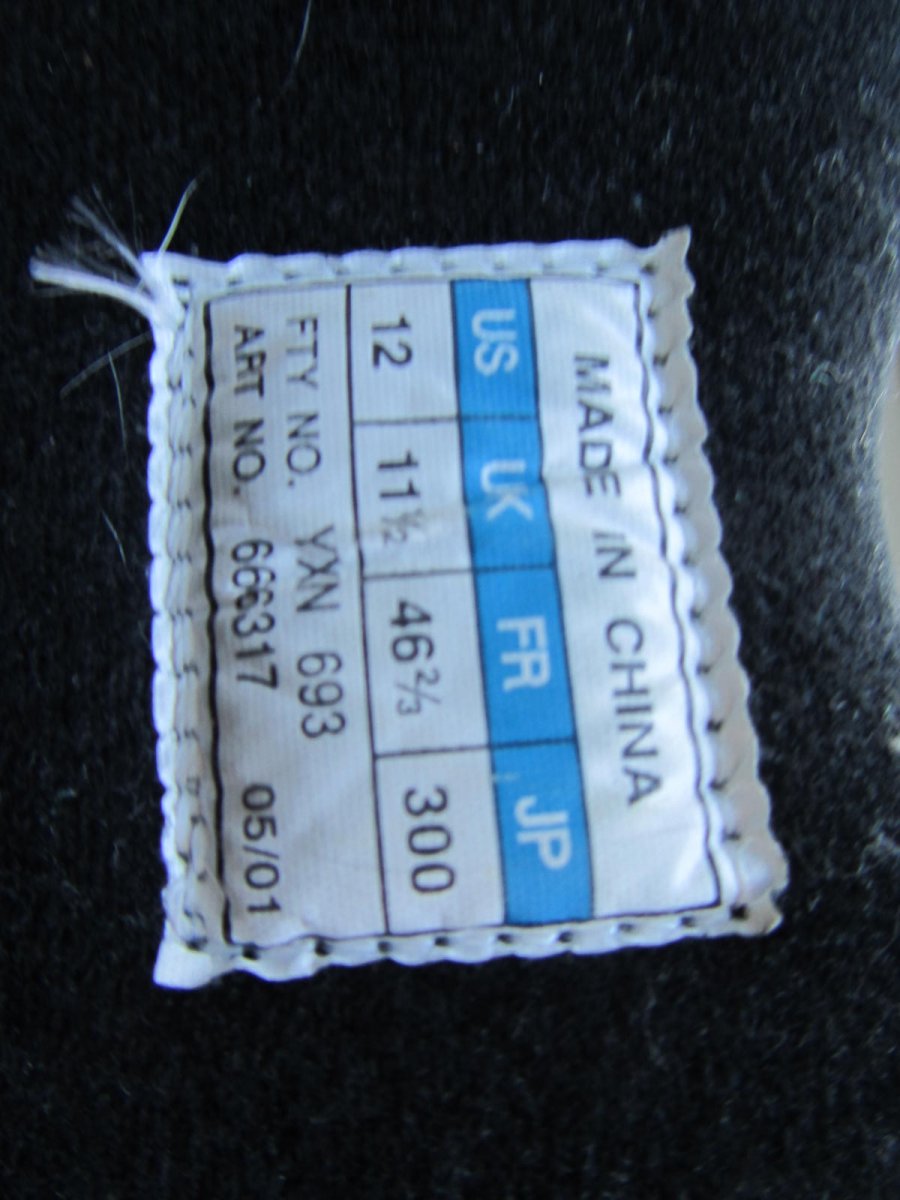 MADE IN CHINA
US UK FR JP
12 11½ 46⅔ 300
FTY NO. YXN 693
ART NO. 666317 05/01